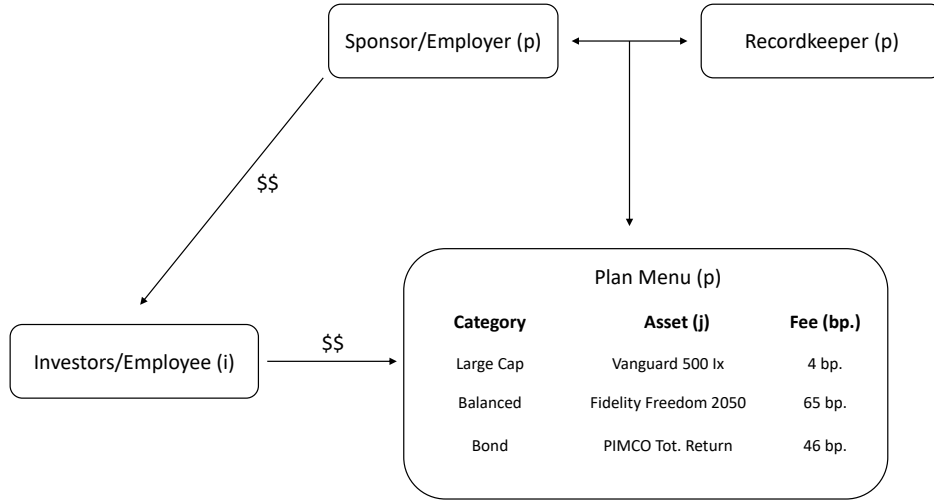 Sponsor/Employer (p)
Recordkeeper (p)
$$
Plan Menu (p)
Category Asset (j) Fee (bp.)
Investors/Employee (i)
$$
Large Cap Vanguard 500 Ix 4 bp.
Balanced Fidelity Freedom 2050 65 bp.
Bond PIMCO Tot. Return 46 bp.